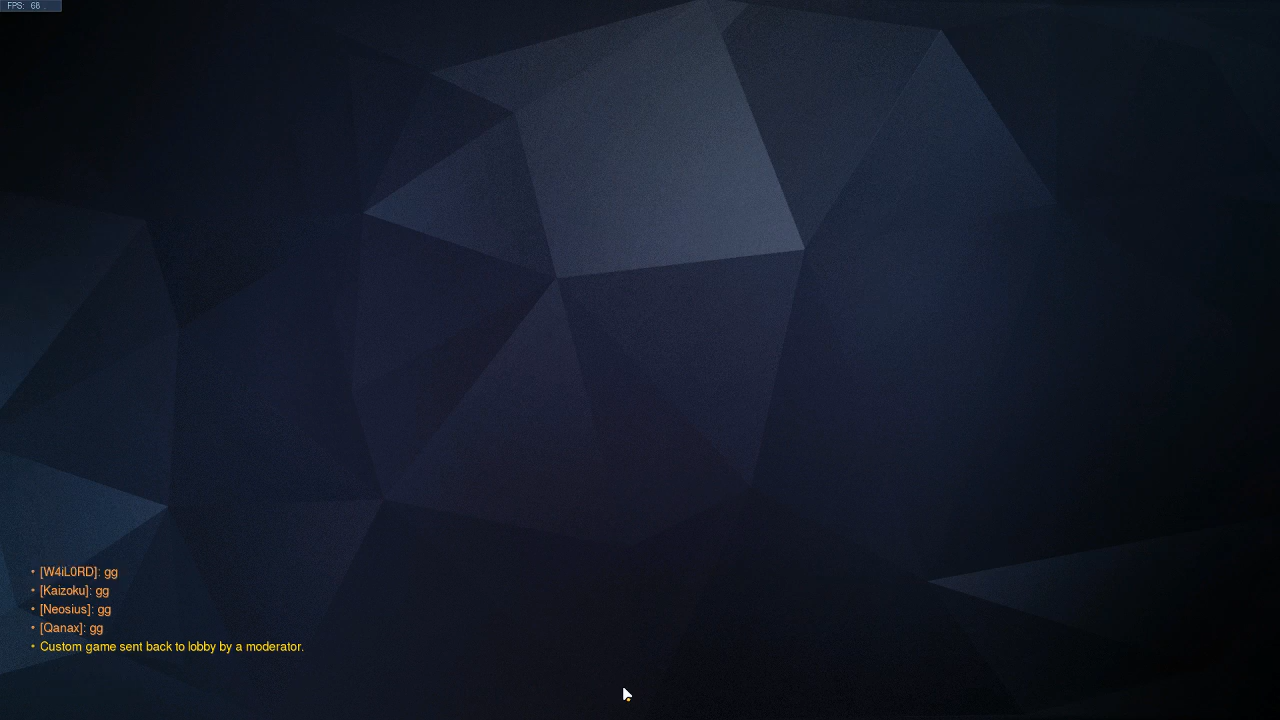 FPS: 68 .
• [W4iL0RD]: gg
• [Kaizoku]: gg
• [Neosius]: gg
• [Qanax]: gg
• Custom game sent back to lobby by a moderator.